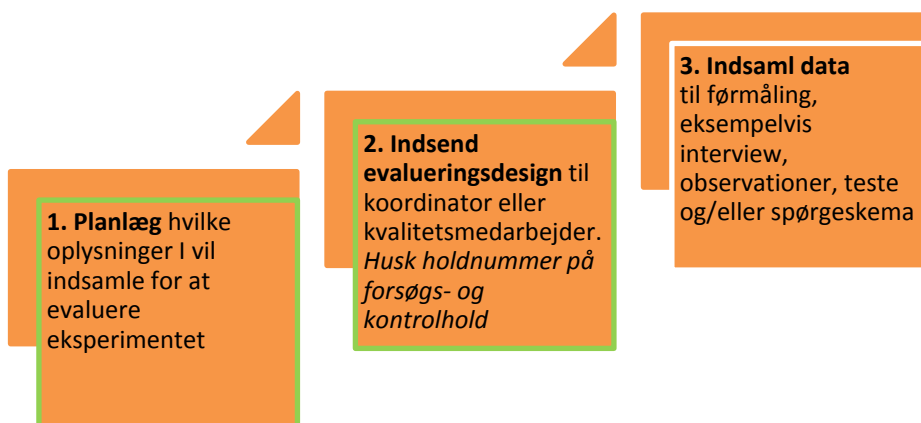 1. Planlæg hvilke
oplysninger I vil
indsamle for at
evaluere
eksperimentet
2. Indsend
evalueringsdesign til
koordinator eller
kvalitetsmedarbejder.
Husk holdnummer på
forsøgs- og
kontrolhold
3. Indsaml data
til førmåling,
eksempelvis
interview,
observationer, teste
og/eller spørgeskema